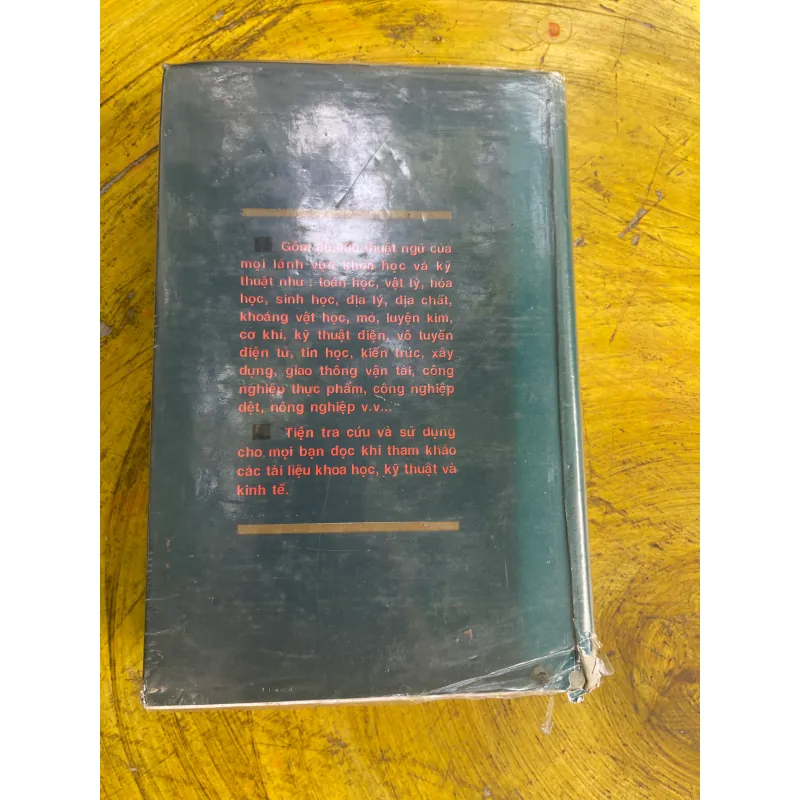 Gồm 80.000 thuật ngữ của
mọi lãnh vực khoa học và kỹ
thuật như : toán học, vật lý, hóa
học, sinh học, địa lý, địa chất,
khoáng vật học, mỏ, luyện kim,
cơ khí, kỹ thuật điện, vô tuyến
điện tử, tin học, kiến trúc, xây
dựng, giao thông vận tải, công
nghiệp thực phẩm, công nghiệp
dệt, nông nghiệp v.v...
Tiện tra cứu và sử dụng
cho mọi bạn đọc khi tham khảo
các tài liệu khoa học, kỹ thuật và
kinh tế.